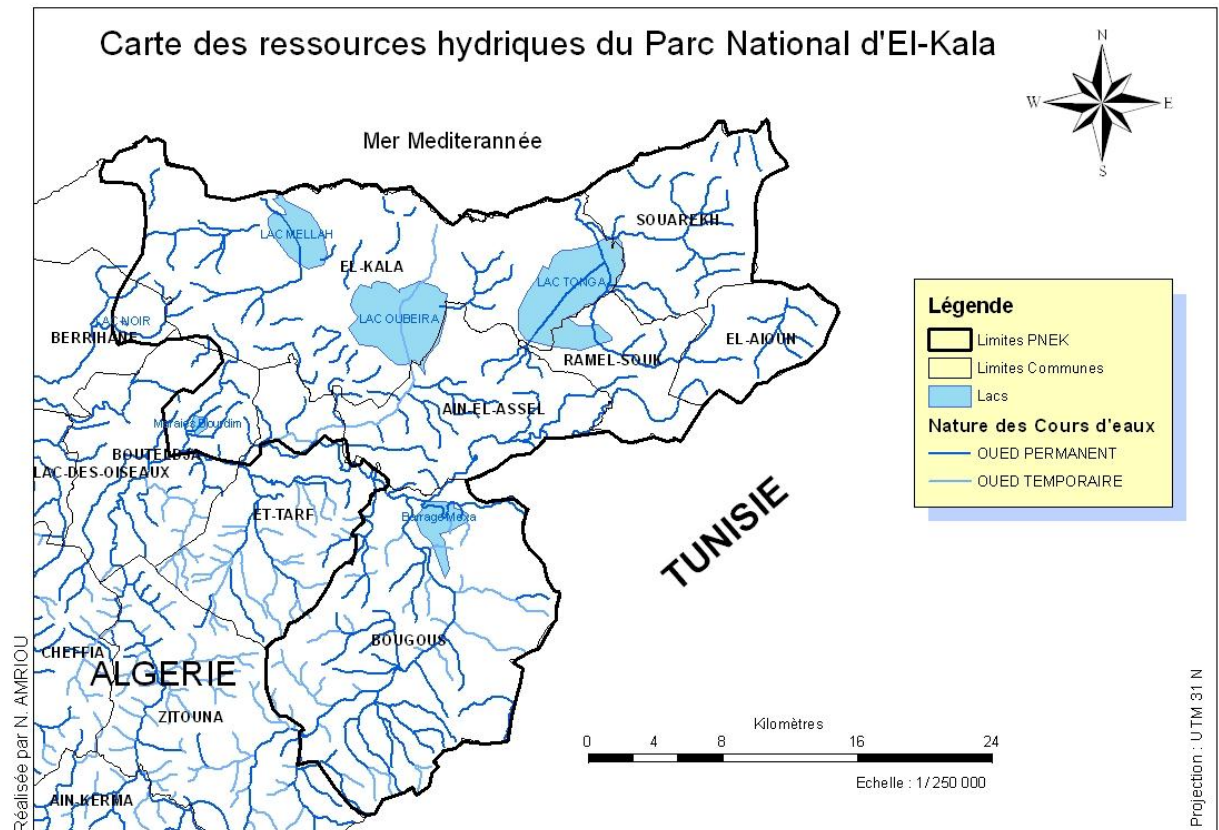 Carte des ressources hydriques du Parc National d'El-Kala
N
W
E
S
Mer Mediterannée
SOUAREKH
LAC MELLAH
EL-KALA
LAC TONGA
LAC OUBEIRA
LAC NOIR
BERRIHANE
RAMEL-SOUK
EL-AIOUN
AIN-EL-ASSEL
Marais Bourdim
BOUTELDJA
LAC-DES-OISEAUX
ET-TARF
Barrage Mexa
TUNISIE
BOUGOUS
CHEFFIA
ALGERIE
ZITOUNA
AIN-KERMA
Légende
Limites PNEK
Limites Communes
Lacs
Nature des Cours d'eaux
OUED PERMANENT
OUED TEMPORAIRE
Kilomètres
0 4 8 16 24
Echelle : 1/250 000
Réalisée par N. AMRIOU
Projection : UTM 31 N